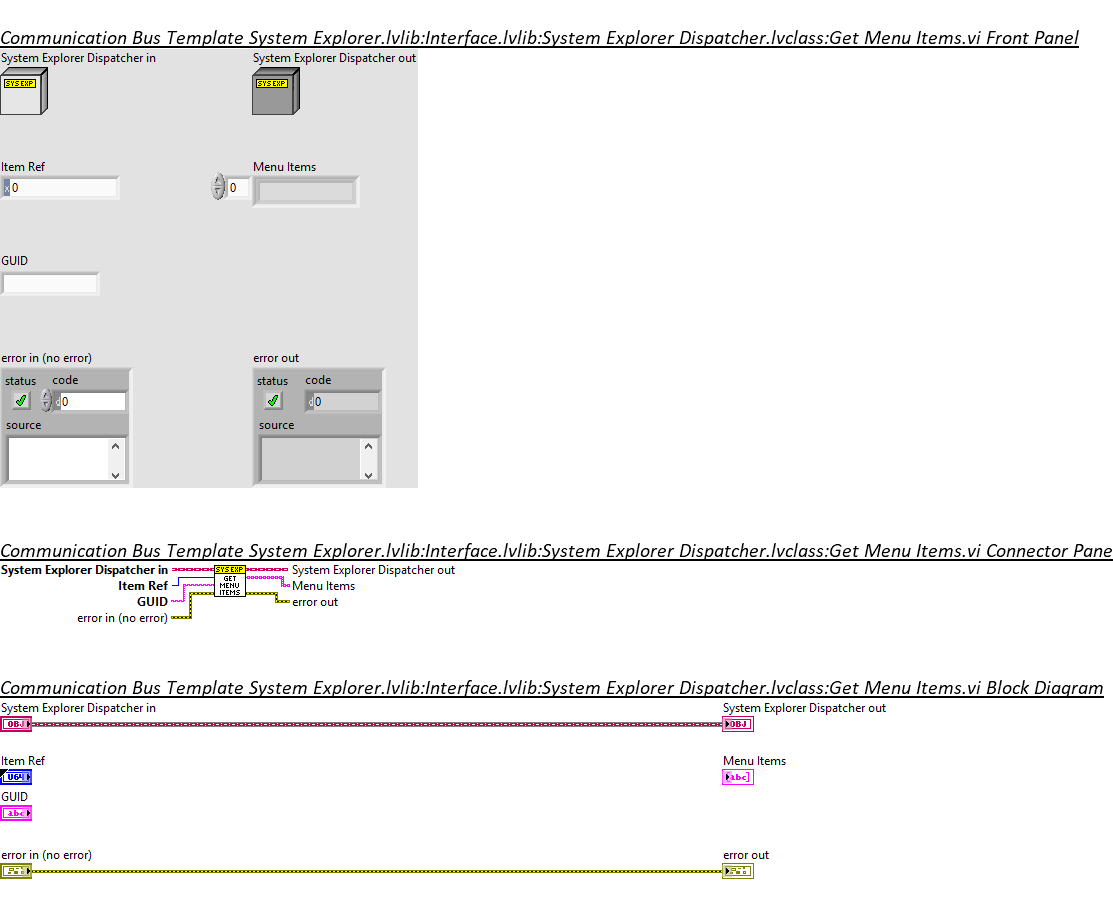 Communication Bus Template System Explorer.lvlib:Interface.lvlib:System Explorer Dispatcher.lvclass:Get Menu Items.vi Front Panel
System Explorer Dispatcher in System Explorer Dispatcher out
SYS EXP SYS EXP
Item Ref Menu Items
x 0 0
GUID
error in (no error) error out
status code status code
d 0 d 0
source source
Communication Bus Template System Explorer.lvlib:Interface.lvlib:System Explorer Dispatcher.lvclass:Get Menu Items.vi Connector Pane
System Explorer Dispatcher in SYS EXP System Explorer Dispatcher out
Item Ref GET Menu Items
MENU
GUID ITEMS error out
error in (no error)
Communication Bus Template System Explorer.lvlib:Interface.lvlib:System Explorer Dispatcher.lvclass:Get Menu Items.vi Block Diagram
System Explorer Dispatcher in System Explorer Dispatcher out
OBJ OBJ
Item Ref Menu Items
U64 abc
GUID
abc
error in (no error) error out